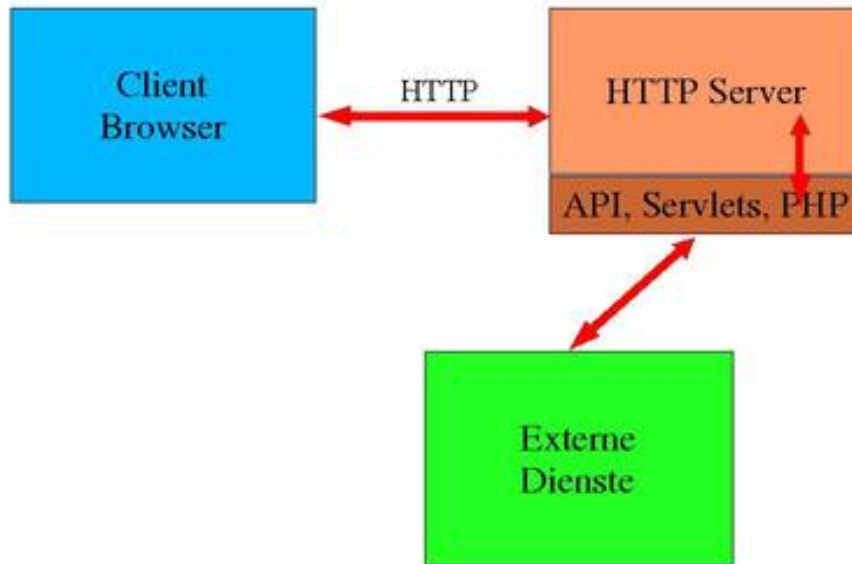 Client
Browser
HTTP
HTTP Server
API, Servlets, PHP
Externe
Dienste